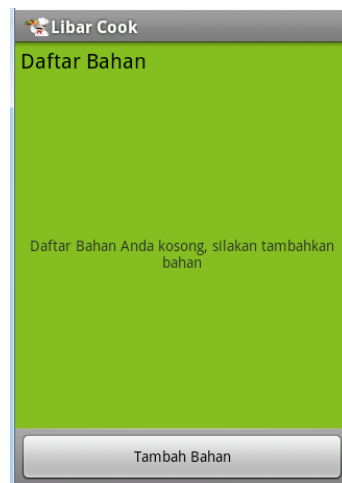 Libar Cook
Daftar Bahan
Daftar Bahan Anda kosong, silakan tambahkan
bahan
Tambah Bahan